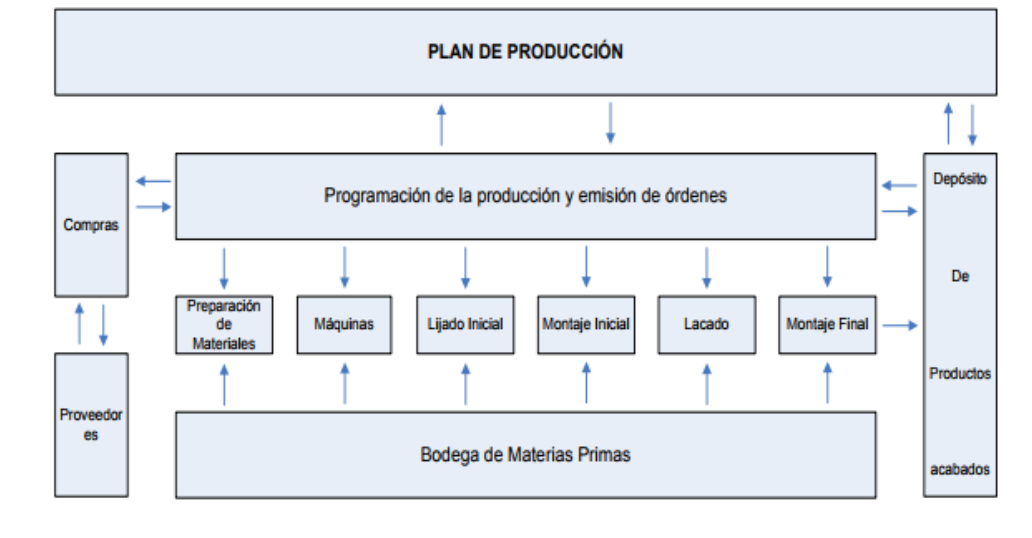 PLAN DE PRODUCCIÓN
Programación de la producción y emisión de órdenes
Compras
Depósito
De
Productos
acabados
Preparación
de
Materiales
Máquinas
Lijado Inicial
Montaje Inicial
Lacado
Montaje Final
Proveedor
es
Bodega de Materias Primas